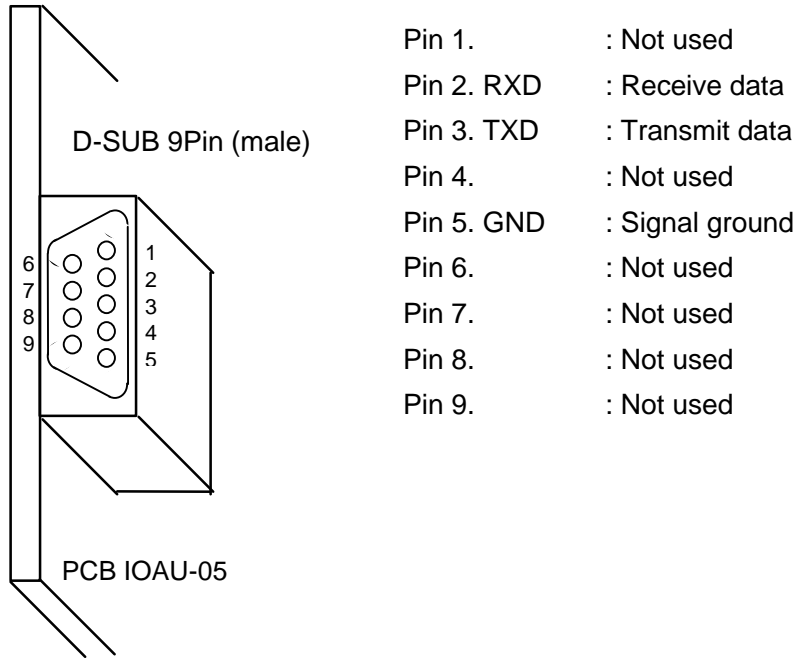 D-SUB 9Pin (male)
6
7
8
9
1
2
3
4
5
PCB IOAU-05
Pin 1. : Not used
Pin 2. RXD : Receive data
Pin 3. TXD : Transmit data
Pin 4. : Not used
Pin 5. GND : Signal ground
Pin 6. : Not used
Pin 7. : Not used
Pin 8. : Not used
Pin 9. : Not used